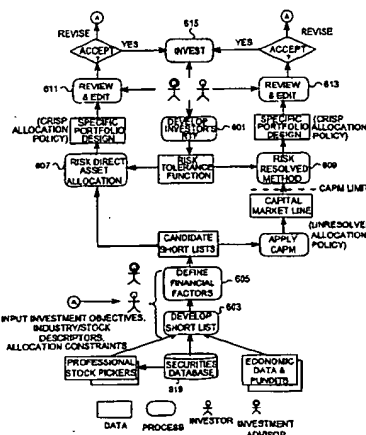 A
REVISE
ACCEPT
?
YES
615
INVEST
YES
A
REVISE
ACCEPT
?
611
REVIEW
& EDIT
REVIEW
& EDIT
613
(CRISP
ALLOCATION
POLICY)
SPECIFIC
PORTFOLIO
DESIGN
DEVELOP
INVESTOR'S
RTF
601
SPECIFIC
PORTFOLIO
DESIGN
(CRISP
ALLOCATION
POLICY)
607
RISK DIRECT
ASSET
ALLOCATION
RISK
TOLERANCE
FUNCTION
RISK
RESOLVED
METHOD
609
CAPM LIMIT
CAPITAL
MARKET LINE
(UNRESOLVED
ALLOCATION
POLICY)
CANDIDATE
SHORT LISTS
APPLY
CAPM
DEFINE
FINANCIAL
FACTORS
605
A
INPUT INVESTMENT OBJECTIVES,
INDUSTRY/STOCK
DESCRIPTORS,
ALLOCATION CONSTRAINTS
603
DEVELOP
SHORT LIST
PROFESSIONAL
STOCK PICKERS
SECURITIES
DATABASE
619
ECONOMIC
DATA &
PUNDITS
DATA
PROCESS
INVESTOR
INVESTMENT
ADVISOR